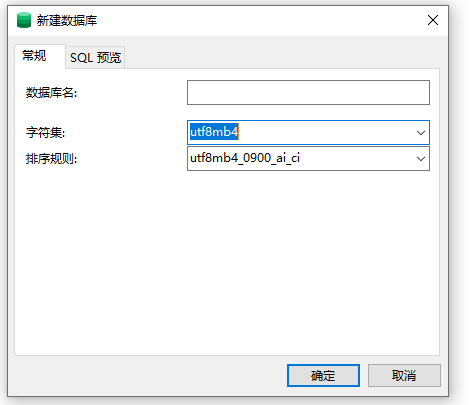 新建数据库
常规
SQL 预览
数据库名:
字符集:
utf8mb4
排序规则:
utf8mb4_0900_ai_ci
确定
取消